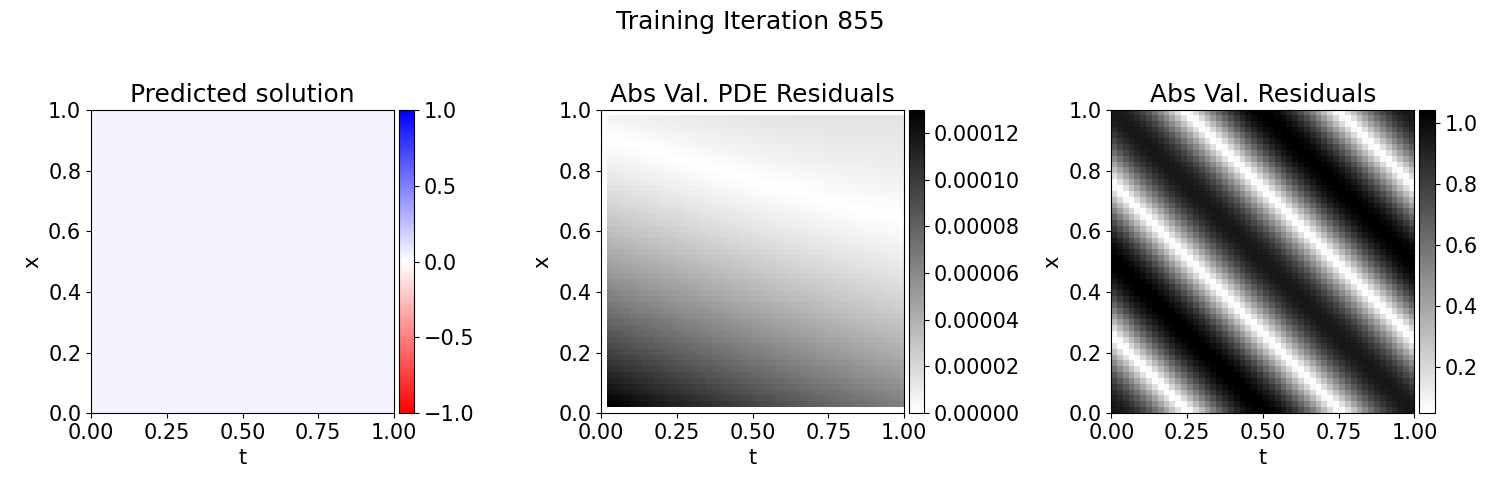 Training Iteration 855
Predicted solution
1.0
0.8
0.6
0.4
0.2
0.0
x
0.00 0.25 0.50 0.75 1.00
t
1.0
0.5
0.0
−0.5
−1.0
Abs Val. PDE Residuals
1.0
0.8
0.6
0.4
0.2
0.0
x
0.00 0.25 0.50 0.75 1.00
t
0.00012
0.00010
0.00008
0.00006
0.00004
0.00002
0.00000
Abs Val. Residuals
1.0
0.8
0.6
0.4
0.2
0.0
x
0.00 0.25 0.50 0.75 1.00
t
1.0
0.8
0.6
0.4
0.2